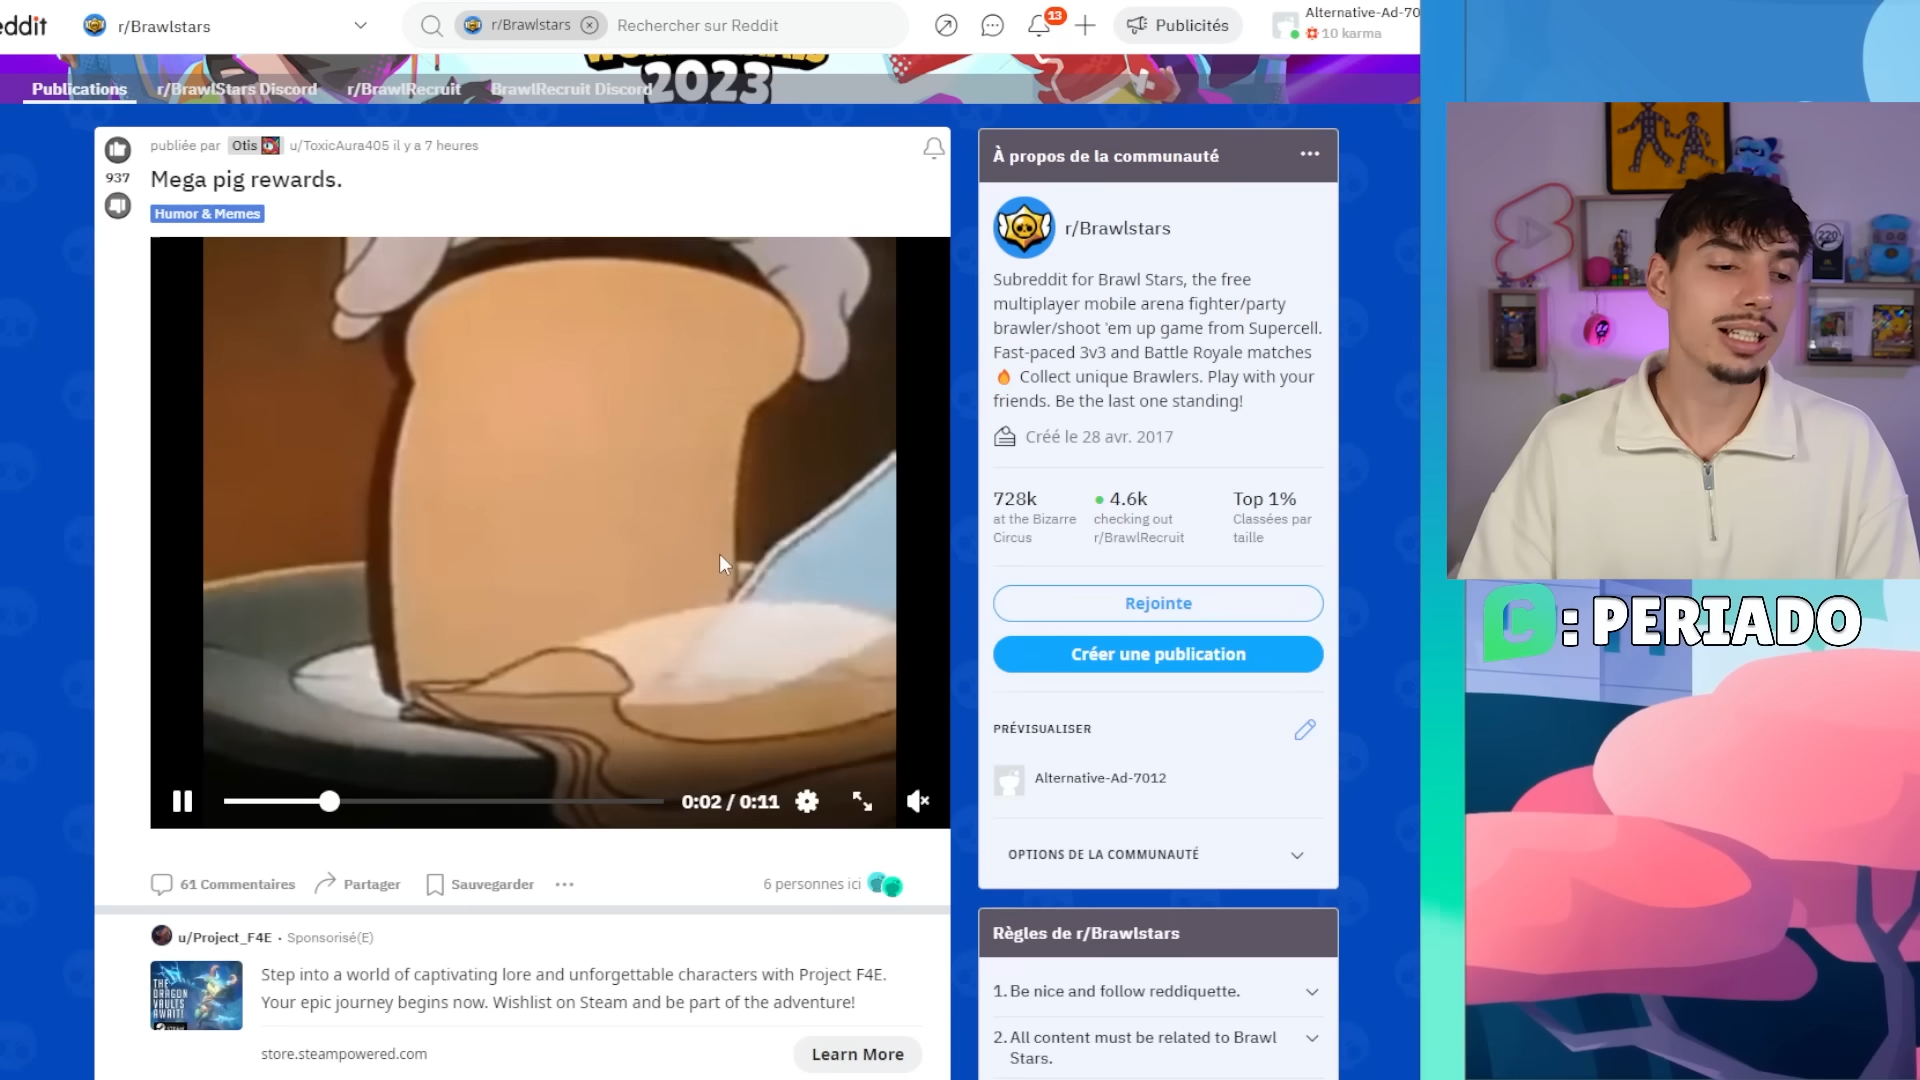 eddit
r/Brawlstars
r/Brawlstars
Rechercher sur Reddit
13
Publicités
Alternative-Ad-70
10 karma
2023
Publications
r/BrawlStars Discord
r/BrawlRecruit
BrawlRecruit Discord
publiée par Otis u/ToxicAura405 il y a 7 heures
937
Mega pig rewards.
Humor & Memes
0:02 / 0:11
61 Commentaires
Partager
Sauvegarder
6 personnes ici
u/Project_F4E · Sponsorisé(E)
THE
DRAGON
VAULTS
AWAIT!
Step into a world of captivating lore and unforgettable characters with Project F4E.
Your epic journey begins now. Wishlist on Steam and be part of the adventure!
store.steampowered.com
Learn More
À propos de la communauté
r/Brawlstars
Subreddit for Brawl Stars, the free
multiplayer mobile arena fighter/party
brawler/shoot 'em up game from Supercell.
Fast-paced 3v3 and Battle Royale matches
🔥 Collect unique Brawlers. Play with your
friends. Be the last one standing!
Créé le 28 avr. 2017
728k
at the Bizarre
Circus
4.6k
checking out
r/BrawlRecruit
Top 1%
Classées par
taille
Rejointe
Créer une publication
PRÉVISUALISER
Alternative-Ad-7012
OPTIONS DE LA COMMUNAUTÉ
Règles de r/Brawlstars
1. Be nice and follow reddiquette.
2. All content must be related to Brawl
Stars.
220
C : PERIADO